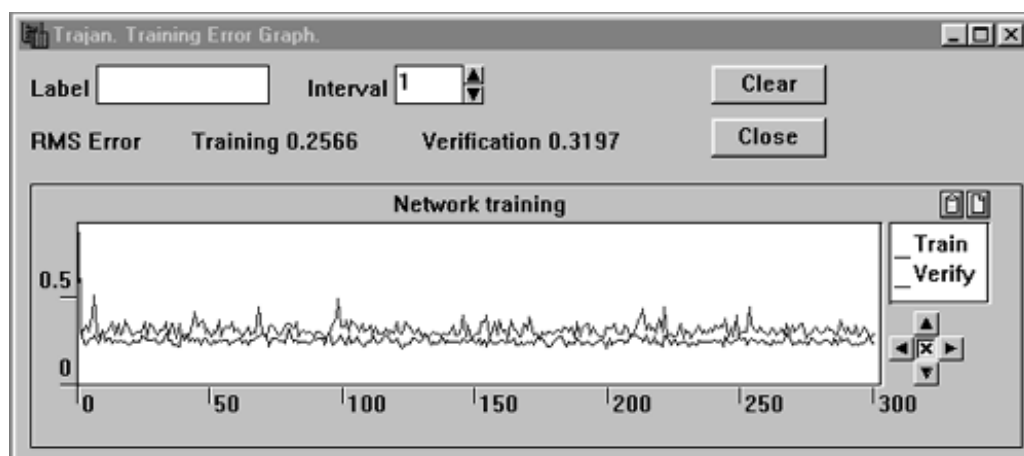 Trajan. Training Error Graph.
Label Interval 1 Clear
RMS Error Training 0.2566 Verification 0.3197 Close
Network training
Train
Verify
0.5
0
0 50 100 150 200 250 300